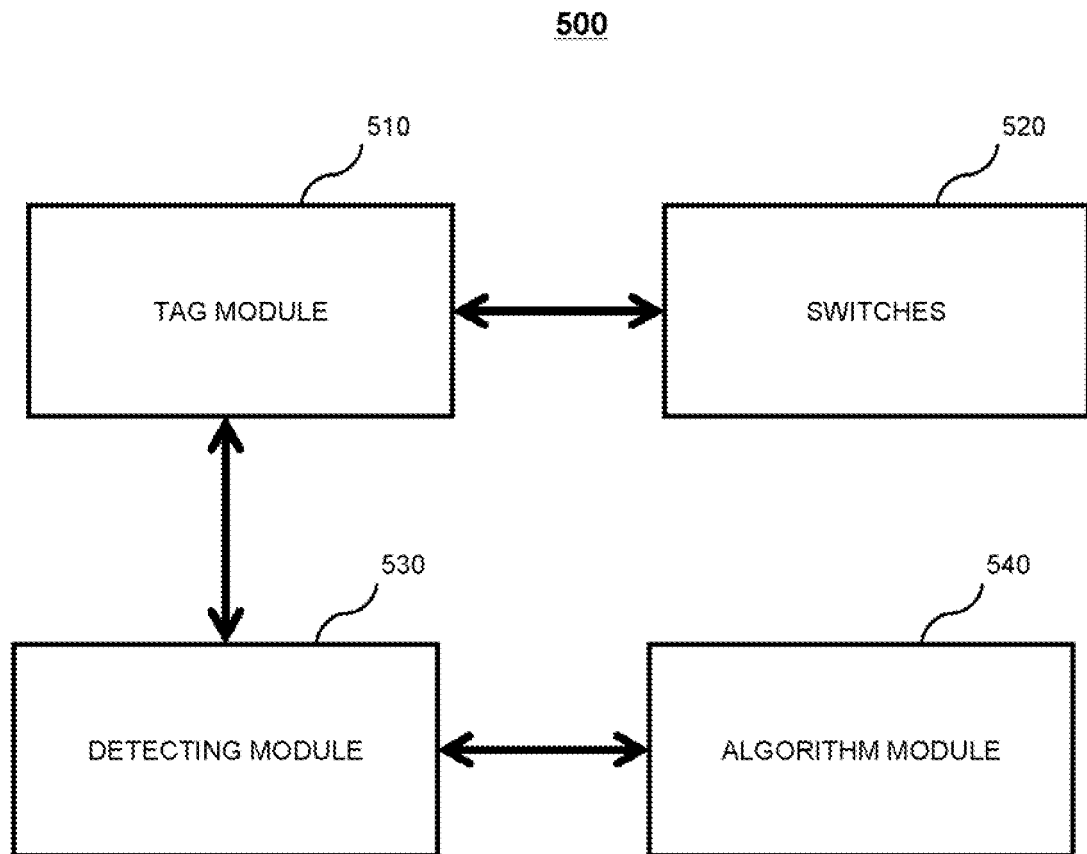 500
510
520
TAG MODULE
SWITCHES
530
540
DETECTING MODULE
ALGORITHM MODULE